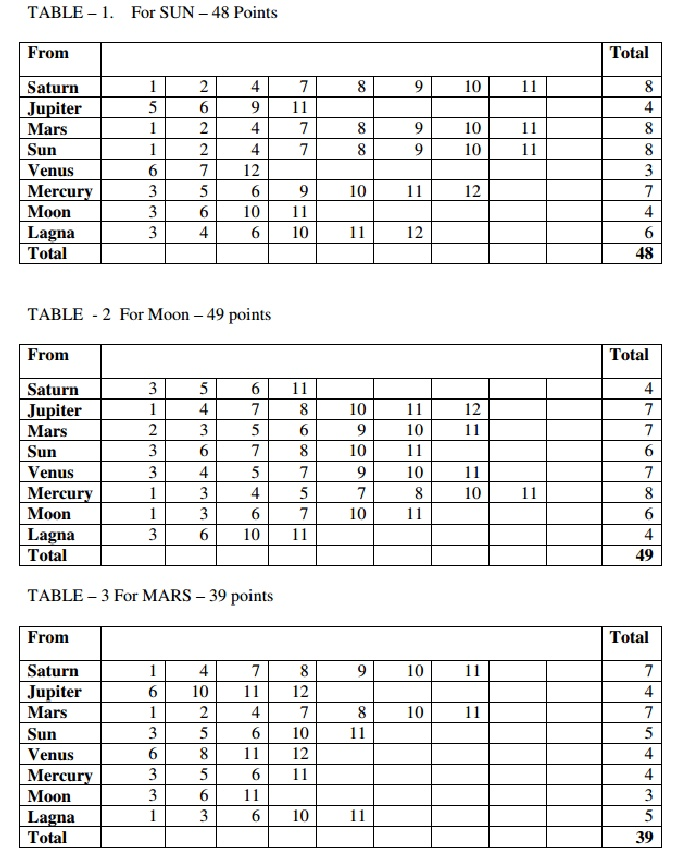 TABLE – 1. For SUN – 48 Points
From Total
Saturn 1 2 4 7 8 9 10 11 8
Jupiter 5 6 9 11 4
Mars 1 2 4 7 8 9 10 11 8
Sun 1 2 4 7 8 9 10 11 8
Venus 6 7 12 3
Mercury 3 5 6 9 10 11 12 7
Moon 3 6 10 11 4
Lagna 3 4 6 10 11 12 6
Total 48
TABLE - 2 For Moon – 49 points
From Total
Saturn 3 5 6 11 4
Jupiter 1 4 7 8 10 11 12 7
Mars 2 3 5 6 9 10 11 7
Sun 3 6 7 8 10 11 6
Venus 3 4 5 7 9 10 11 7
Mercury 1 3 4 5 7 8 10 11 8
Moon 1 3 6 7 10 11 6
Lagna 3 6 10 11 4
Total 49
TABLE – 3 For MARS – 39 points
From Total
Saturn 1 4 7 8 9 10 11 7
Jupiter 6 10 11 12 4
Mars 1 2 4 7 8 10 11 7
Sun 3 5 6 10 11 5
Venus 6 8 11 12 4
Mercury 3 5 6 11 4
Moon 3 6 11 3
Lagna 1 3 6 10 11 5
Total 39